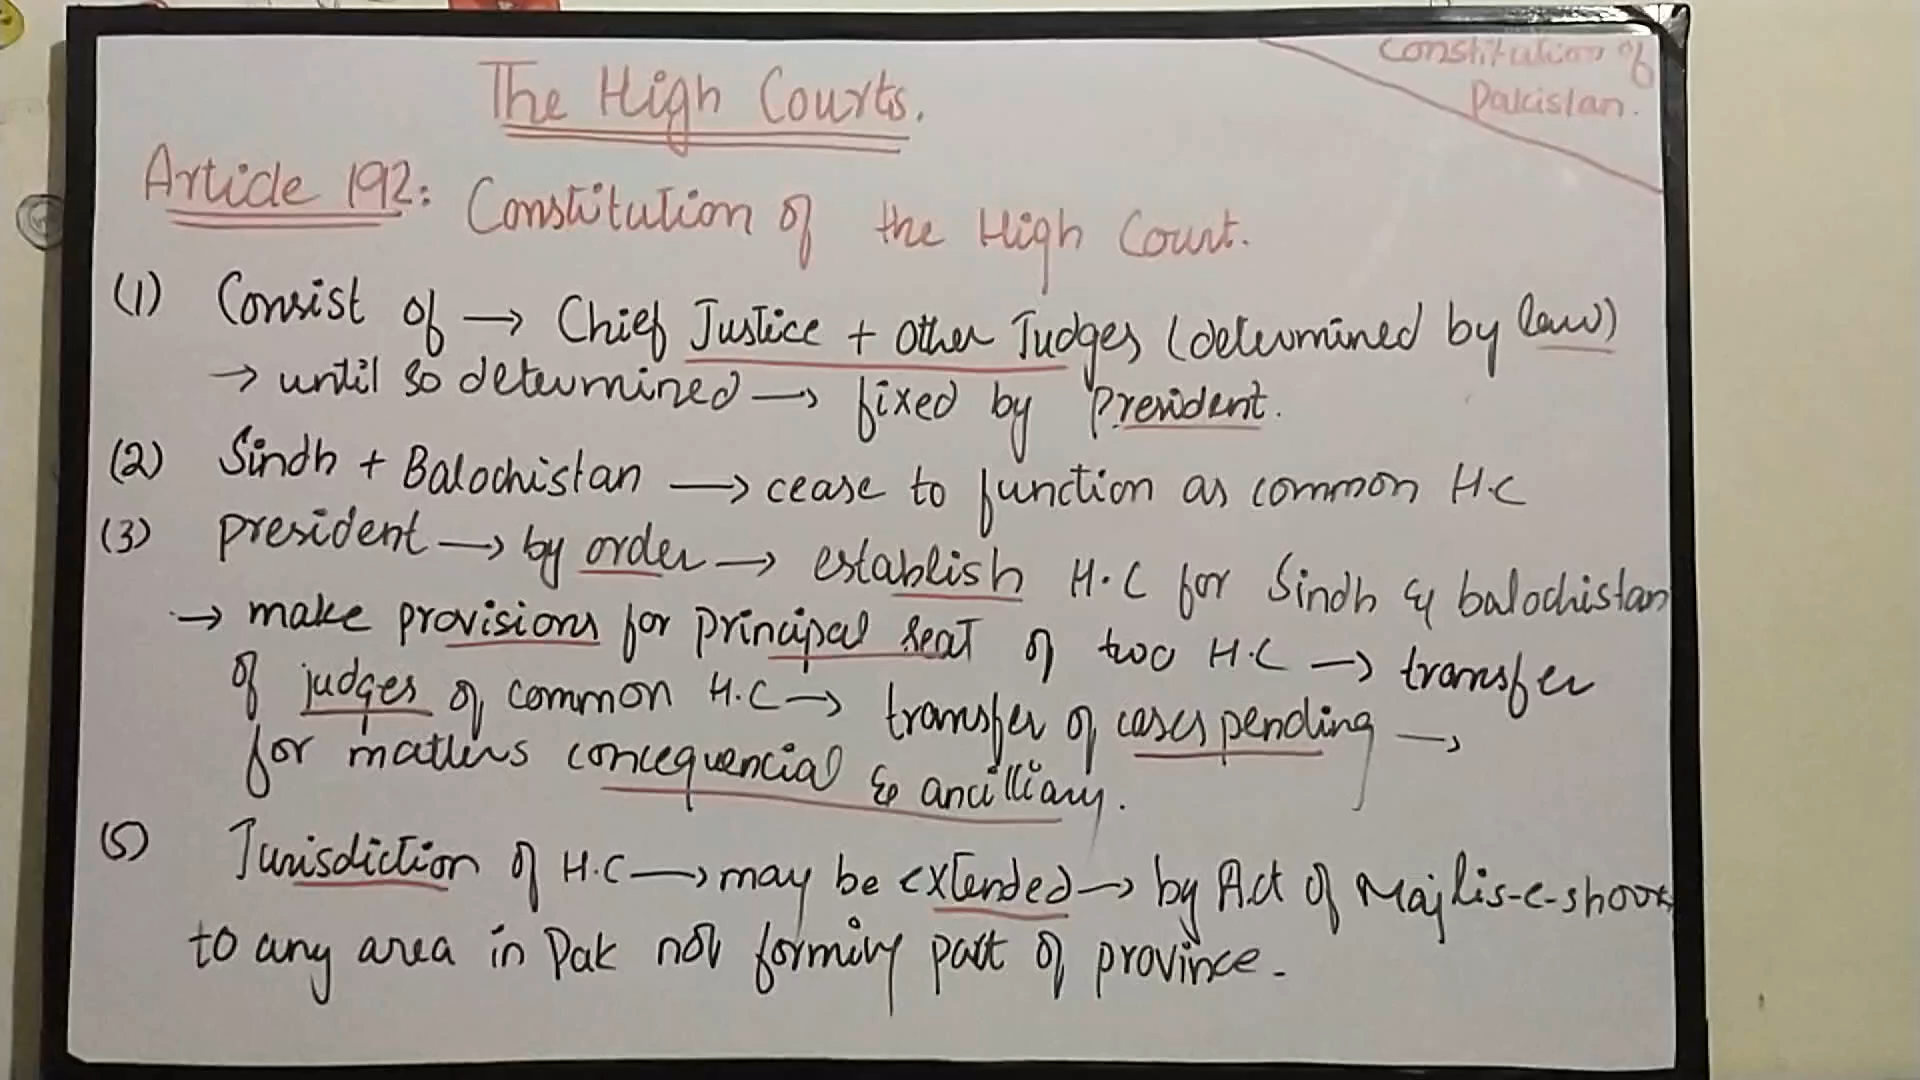 Constitution of
Pakistan.
The High Courts.
Article 192: Constitution of the High Court.
(1) Consist of → Chief Justice + Other Judges (determined by law)
→ until so determined → fixed by President.
(2) Sindh + Balochistan → cease to function as common H.C
(3) president → by order → establish H.C for Sindh & balochistan
→ make provisions for principal seat of two H.C → transfer
of judges of common H.C → transfer of cases pending →
for matters concequencial & ancilliary.
(5) Jurisdiction of H.C → may be extended → by Act of Majlis-e-shoora
to any area in Pak not forming part of province.